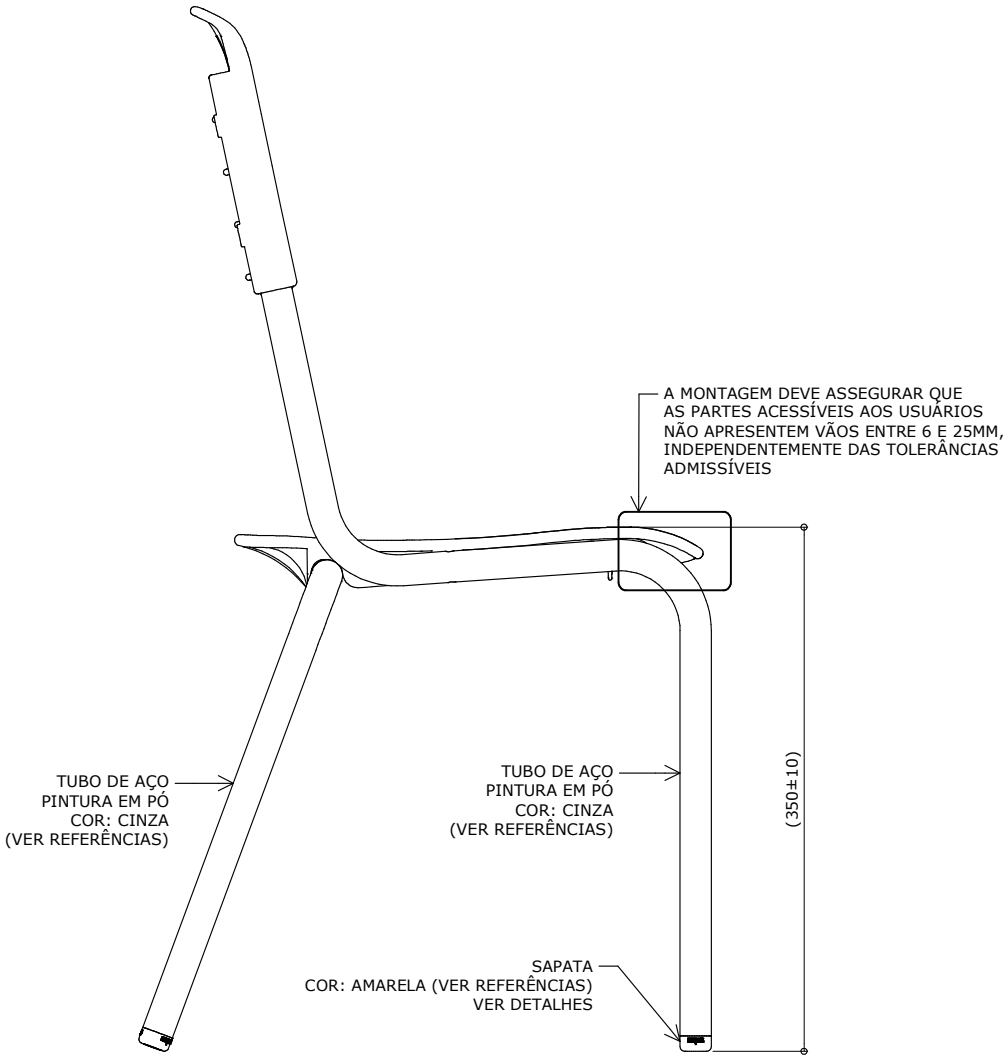 A MONTAGEM DEVE ASSEGURAR QUE
AS PARTES ACESSÍVEIS AOS USUÁRIOS
NÃO APRESENTEM VÃOS ENTRE 6 E 25MM,
INDEPENDENTEMENTE DAS TOLERÂNCIAS
ADMISSÍVEIS
TUBO DE AÇO
PINTURA EM PÓ
COR: CINZA
(VER REFERÊNCIAS)
TUBO DE AÇO
PINTURA EM PÓ
COR: CINZA
(VER REFERÊNCIAS)
(350±10)
SAPATA
COR: AMARELA (VER REFERÊNCIAS)
VER DETALHES